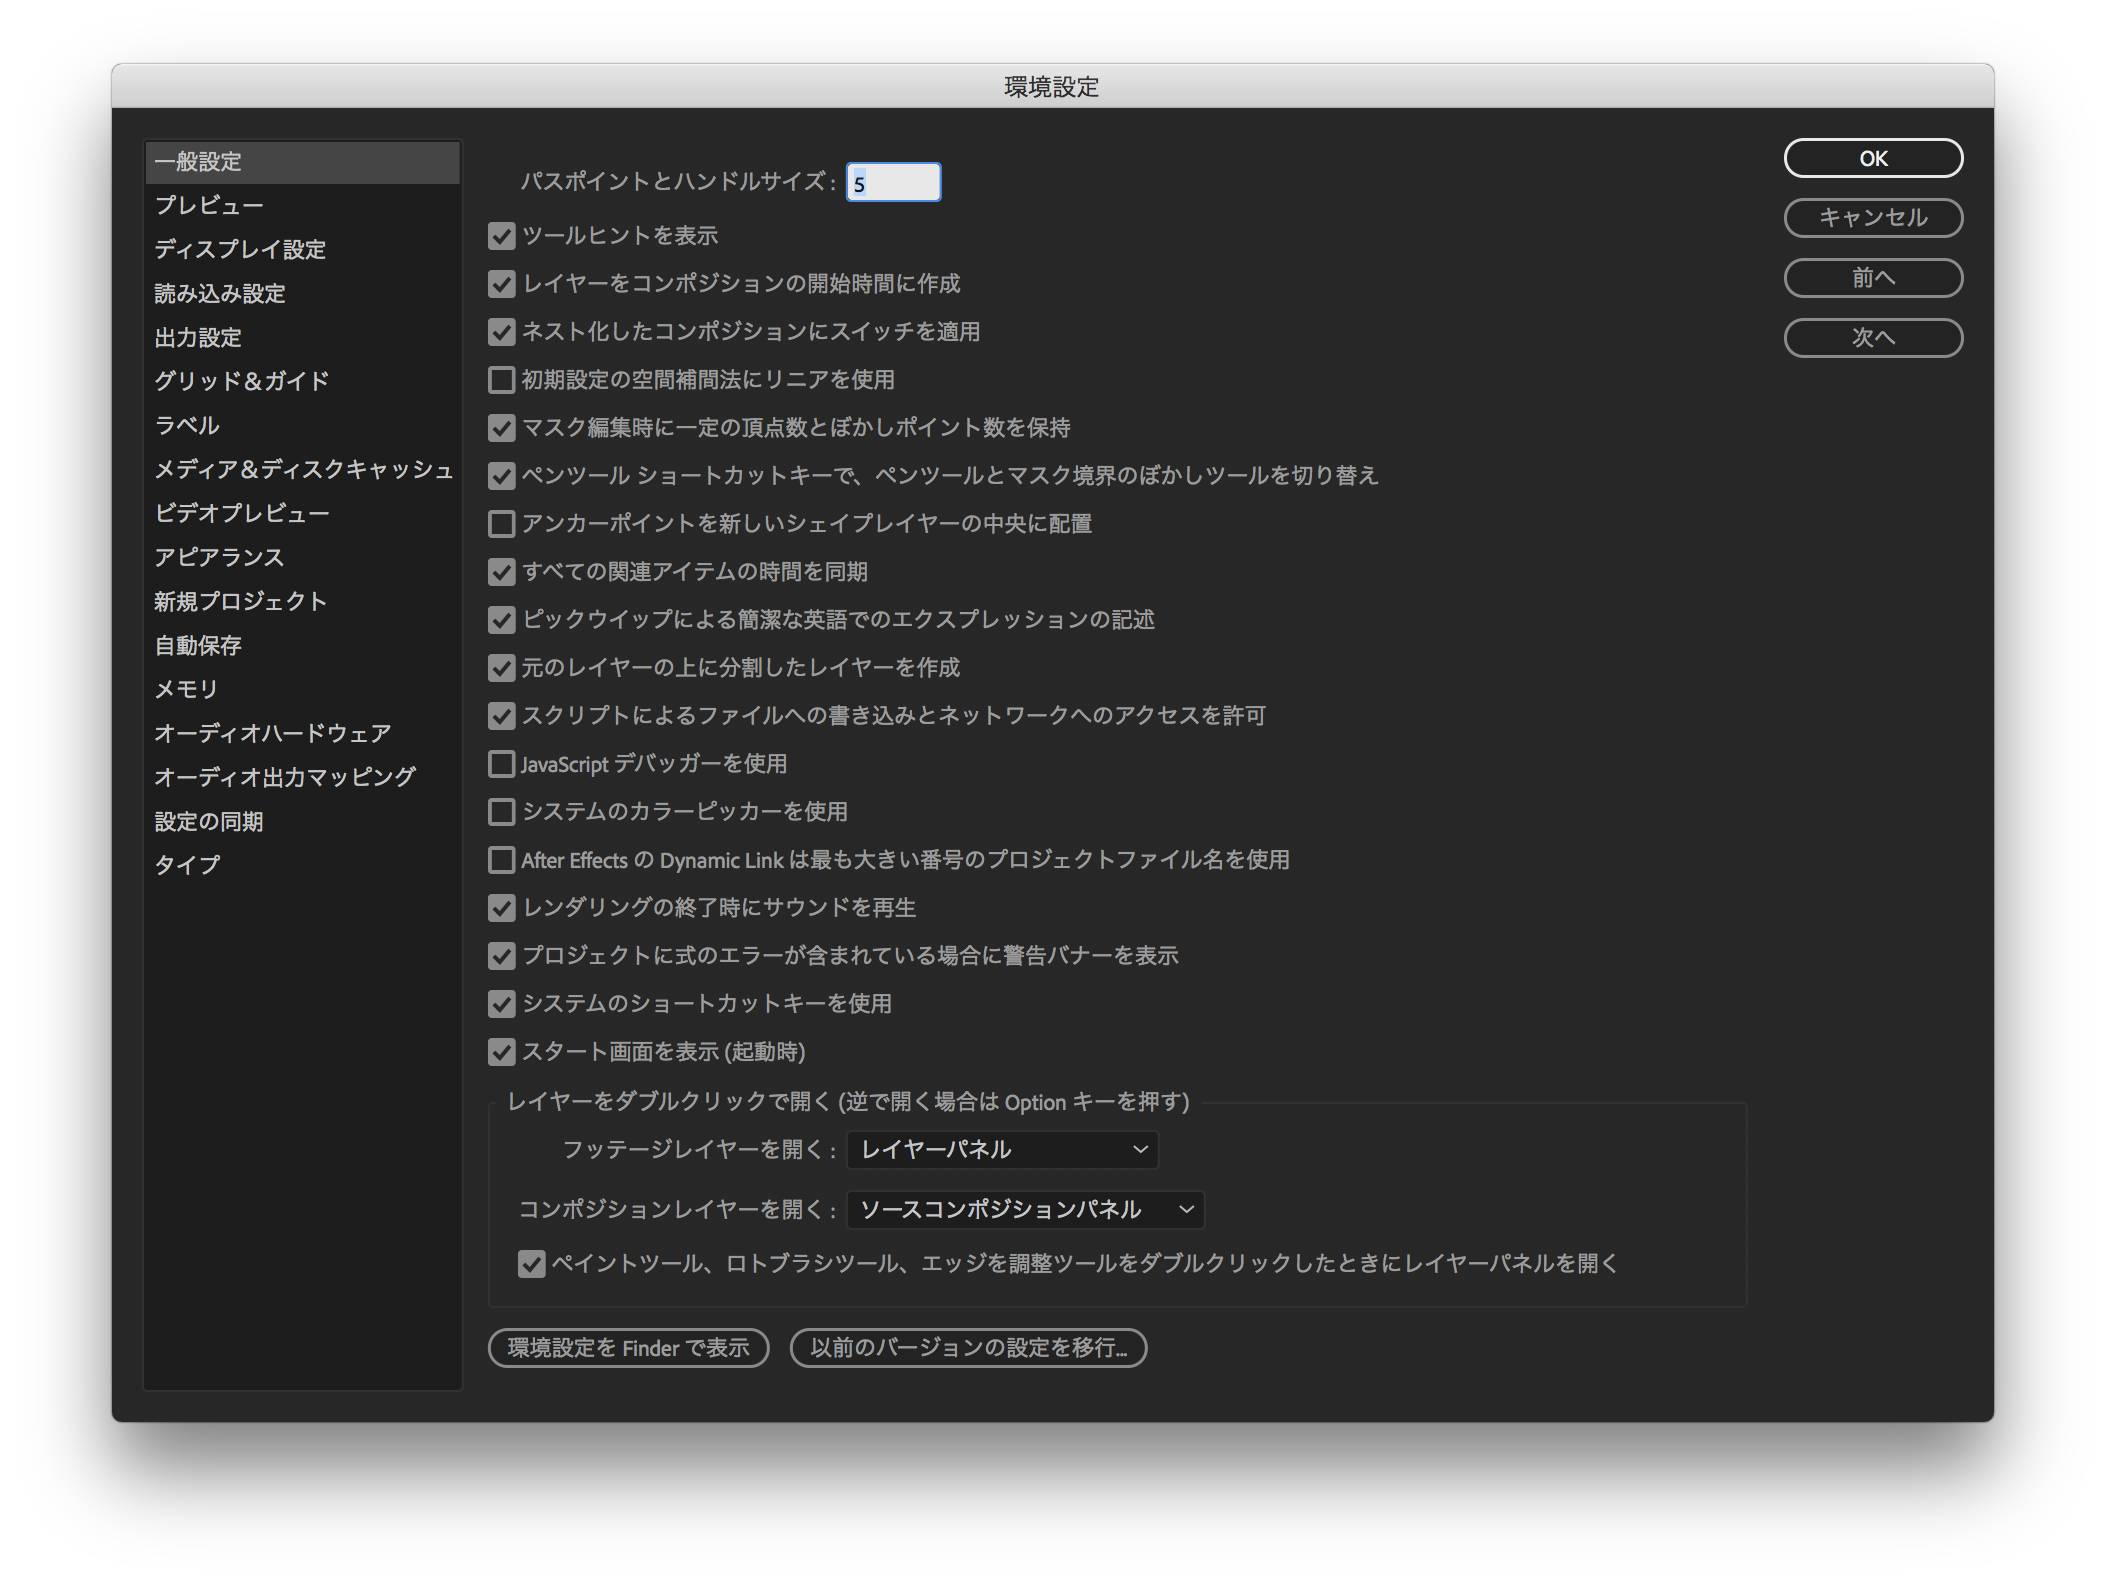 環境設定
一般設定
プレビュー
ディスプレイ設定
読み込み設定
出力設定
グリッド＆ガイド
ラベル
メディア＆ディスクキャッシュ
ビデオプレビュー
アピアランス
新規プロジェクト
自動保存
メモリ
オーディオハードウェア
オーディオ出力マッピング
設定の同期
タイプ
パスポイントとハンドルサイズ : 5
ツールヒントを表示
レイヤーをコンポジションの開始時間に作成
ネスト化したコンポジションにスイッチを適用
初期設定の空間補間法にリニアを使用
マスク編集時に一定の頂点数とぼかしポイント数を保持
ペンツール ショートカットキーで、ペンツールとマスク境界のぼかしツールを切り替え
アンカーポイントを新しいシェイプレイヤーの中央に配置
すべての関連アイテムの時間を同期
ピックウイップによる簡潔な英語でのエクスプレッションの記述
元のレイヤーの上に分割したレイヤーを作成
スクリプトによるファイルへの書き込みとネットワークへのアクセスを許可
JavaScript デバッガーを使用
システムのカラーピッカーを使用
After Effects の Dynamic Link は最も大きい番号のプロジェクトファイル名を使用
レンダリングの終了時にサウンドを再生
プロジェクトに式のエラーが含まれている場合に警告バナーを表示
システムのショートカットキーを使用
スタート画面を表示 (起動時)
レイヤーをダブルクリックで開く (逆で開く場合は Option キーを押す)
フッテージレイヤーを開く : レイヤーパネル
コンポジションレイヤーを開く : ソースコンポジションパネル
ペイントツール、ロトブラシツール、エッジを調整ツールをダブルクリックしたときにレイヤーパネルを開く
環境設定を Finder で表示
以前のバージョンの設定を移行...
OK
キャンセル
前へ
次へ